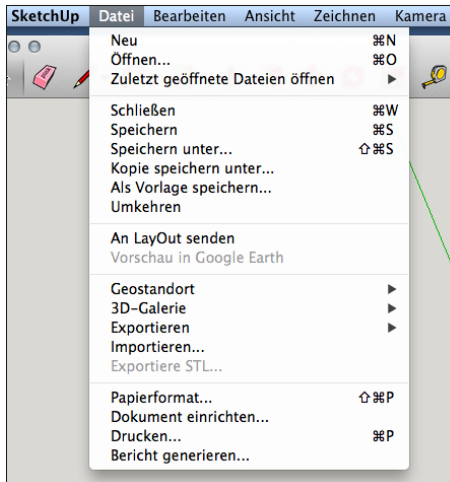 SketchUp Datei Bearbeiten Ansicht Zeichnen Kamera
Neu ⌘N
Öffnen... ⌘O
Zuletzt geöffnete Dateien öffnen ▶
Schließen ⌘W
Speichern ⌘S
Speichern unter... ⇧⌘S
Kopie speichern unter...
Als Vorlage speichern...
Umkehren
An LayOut senden
Vorschau in Google Earth
Geostandort ▶
3D-Galerie ▶
Exportieren ▶
Importieren...
Exportiere STL...
Papierformat... ⇧⌘P
Dokument einrichten...
Drucken... ⌘P
Bericht generieren...